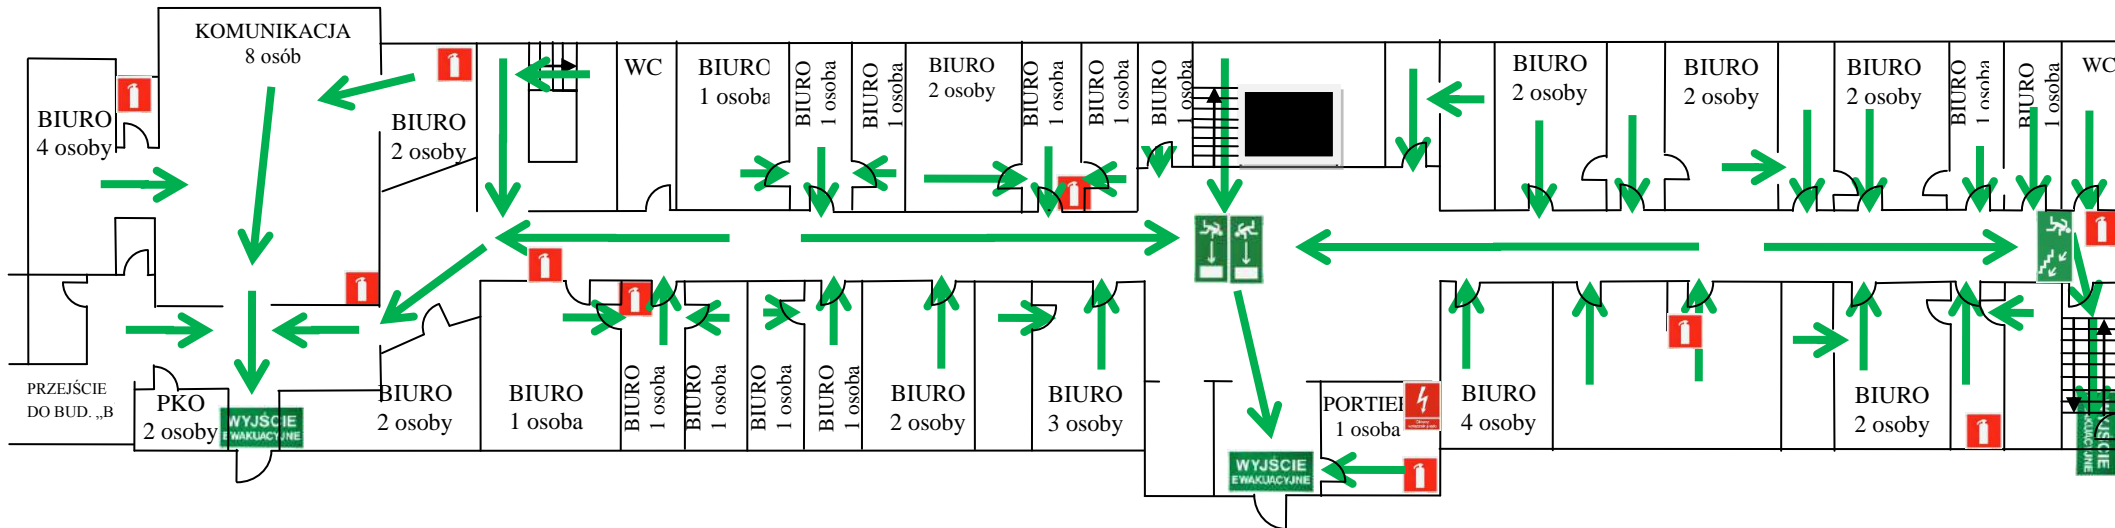 KOMUNIKACJA
8 osób
BIURO
4 osoby
BIURO
2 osoby
WC
BIURO
1 osoba
BIURO
1 osoba
BIURO
1 osoba
BIURO
2 osoby
BIURO
1 osoba
BIURO
1 osoba
BIURO
1 osoba
BIURO
2 osoby
BIURO
2 osoby
BIURO
2 osoby
BIURO
1 osoba
BIURO
1 osoba
WC
PRZEJŚCIE
DO BUD. „B
PKO
2 osoby
WYJŚCIE
EWAKUACYJNE
BIURO
2 osoby
BIURO
1 osoba
BIURO
1 osoba
BIURO
1 osoba
BIURO
1 osoba
BIURO
1 osoba
BIURO
2 osoby
BIURO
3 osoby
WYJŚCIE
EWAKUACYJNE
PORTIER
1 osoba
BIURO
4 osoby
BIURO
2 osoby